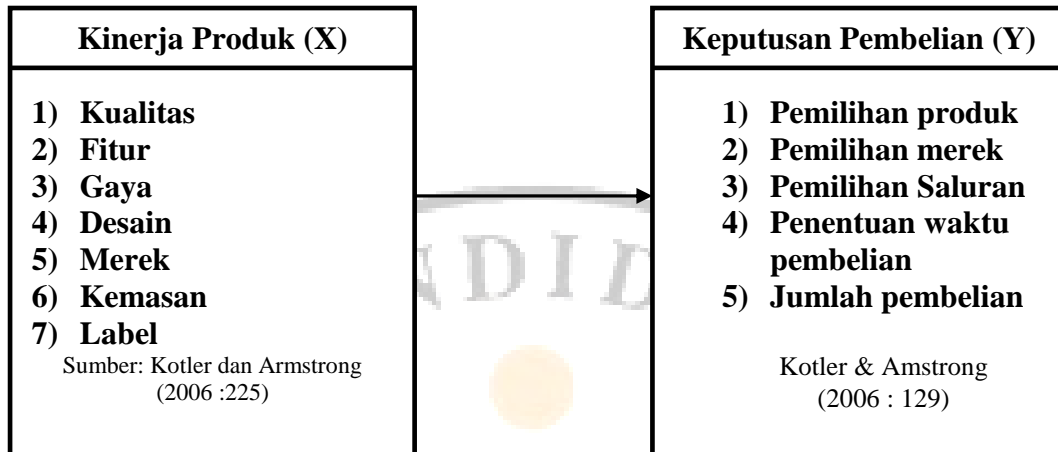 Kinerja Produk (X)
1) Kualitas
2) Fitur
3) Gaya
4) Desain
5) Merek
6) Kemasan
7) Label
Sumber: Kotler dan Armstrong
(2006 :225)
Keputusan Pembelian (Y)
1) Pemilihan produk
2) Pemilihan merek
3) Pemilihan Saluran
4) Penentuan waktu
pembelian
5) Jumlah pembelian
Kotler & Amstrong
(2006 : 129)
NDID